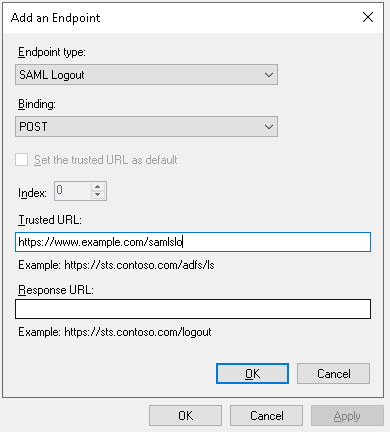 Add an Endpoint
Endpoint type:
SAML Logout
Binding:
POST
Set the trusted URL as default
Index: 0
Trusted URL:
https://www.example.com/samlslo
Example: https://sts.contoso.com/adfs/ls
Response URL:
Example: https://sts.contoso.com/logout
OK Cancel
OK Cancel Apply